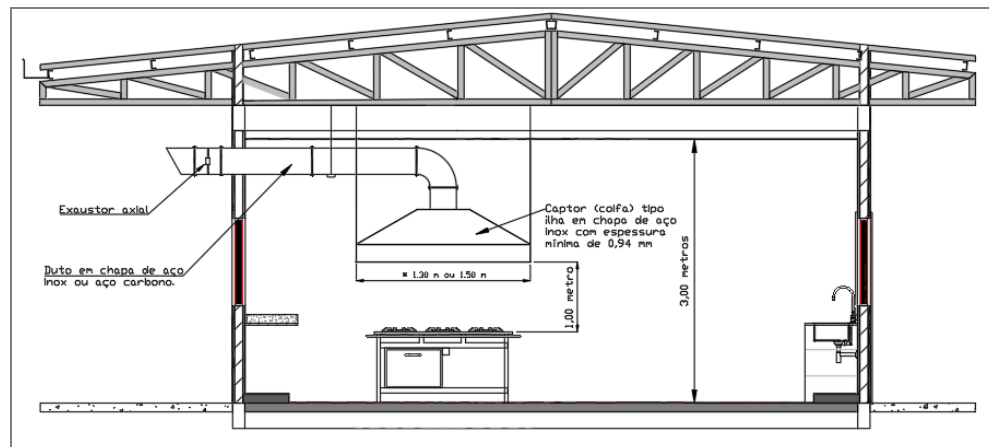 Exaustor axial
Duto em chapa de aço
inox ou aço carbono.
Captor (coifa) tipo
ilha em chapa de aço
inox com espessura
mínima de 0,94 mm
* 1.30 m ou 1.50 m
1,00 metro
3,00 metros